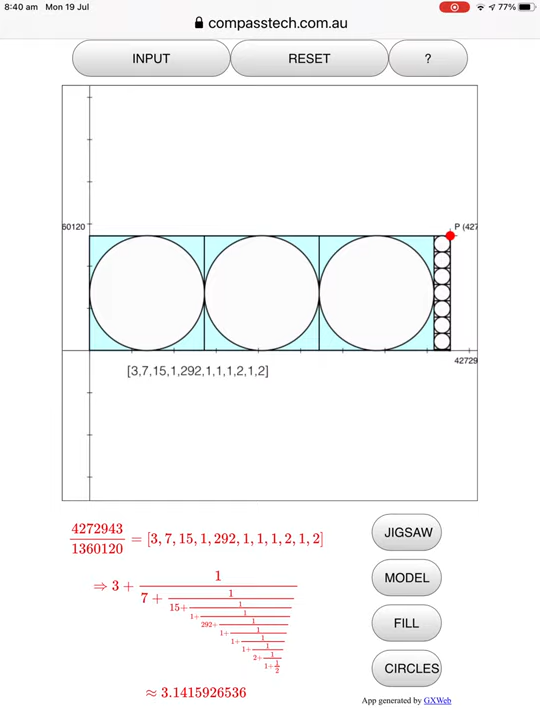 8:40 am Mon 19 Jul 77%
compasstech.com.au
INPUT RESET ?
60120
P (427
42729
[3,7,15,1,292,1,1,1,2,1,2]
4272943/1360120 = [3, 7, 15, 1, 292, 1, 1, 1, 2, 1, 2]
⇒ 3 + 1
7 + 1
15+ 1
1+ 1
292+ 1
1+ 1
1+ 1
1+ 1
2+ 1
1+ 1/2
≈ 3.1415926536
JIGSAW
MODEL
FILL
CIRCLES
App generated by GXWeb